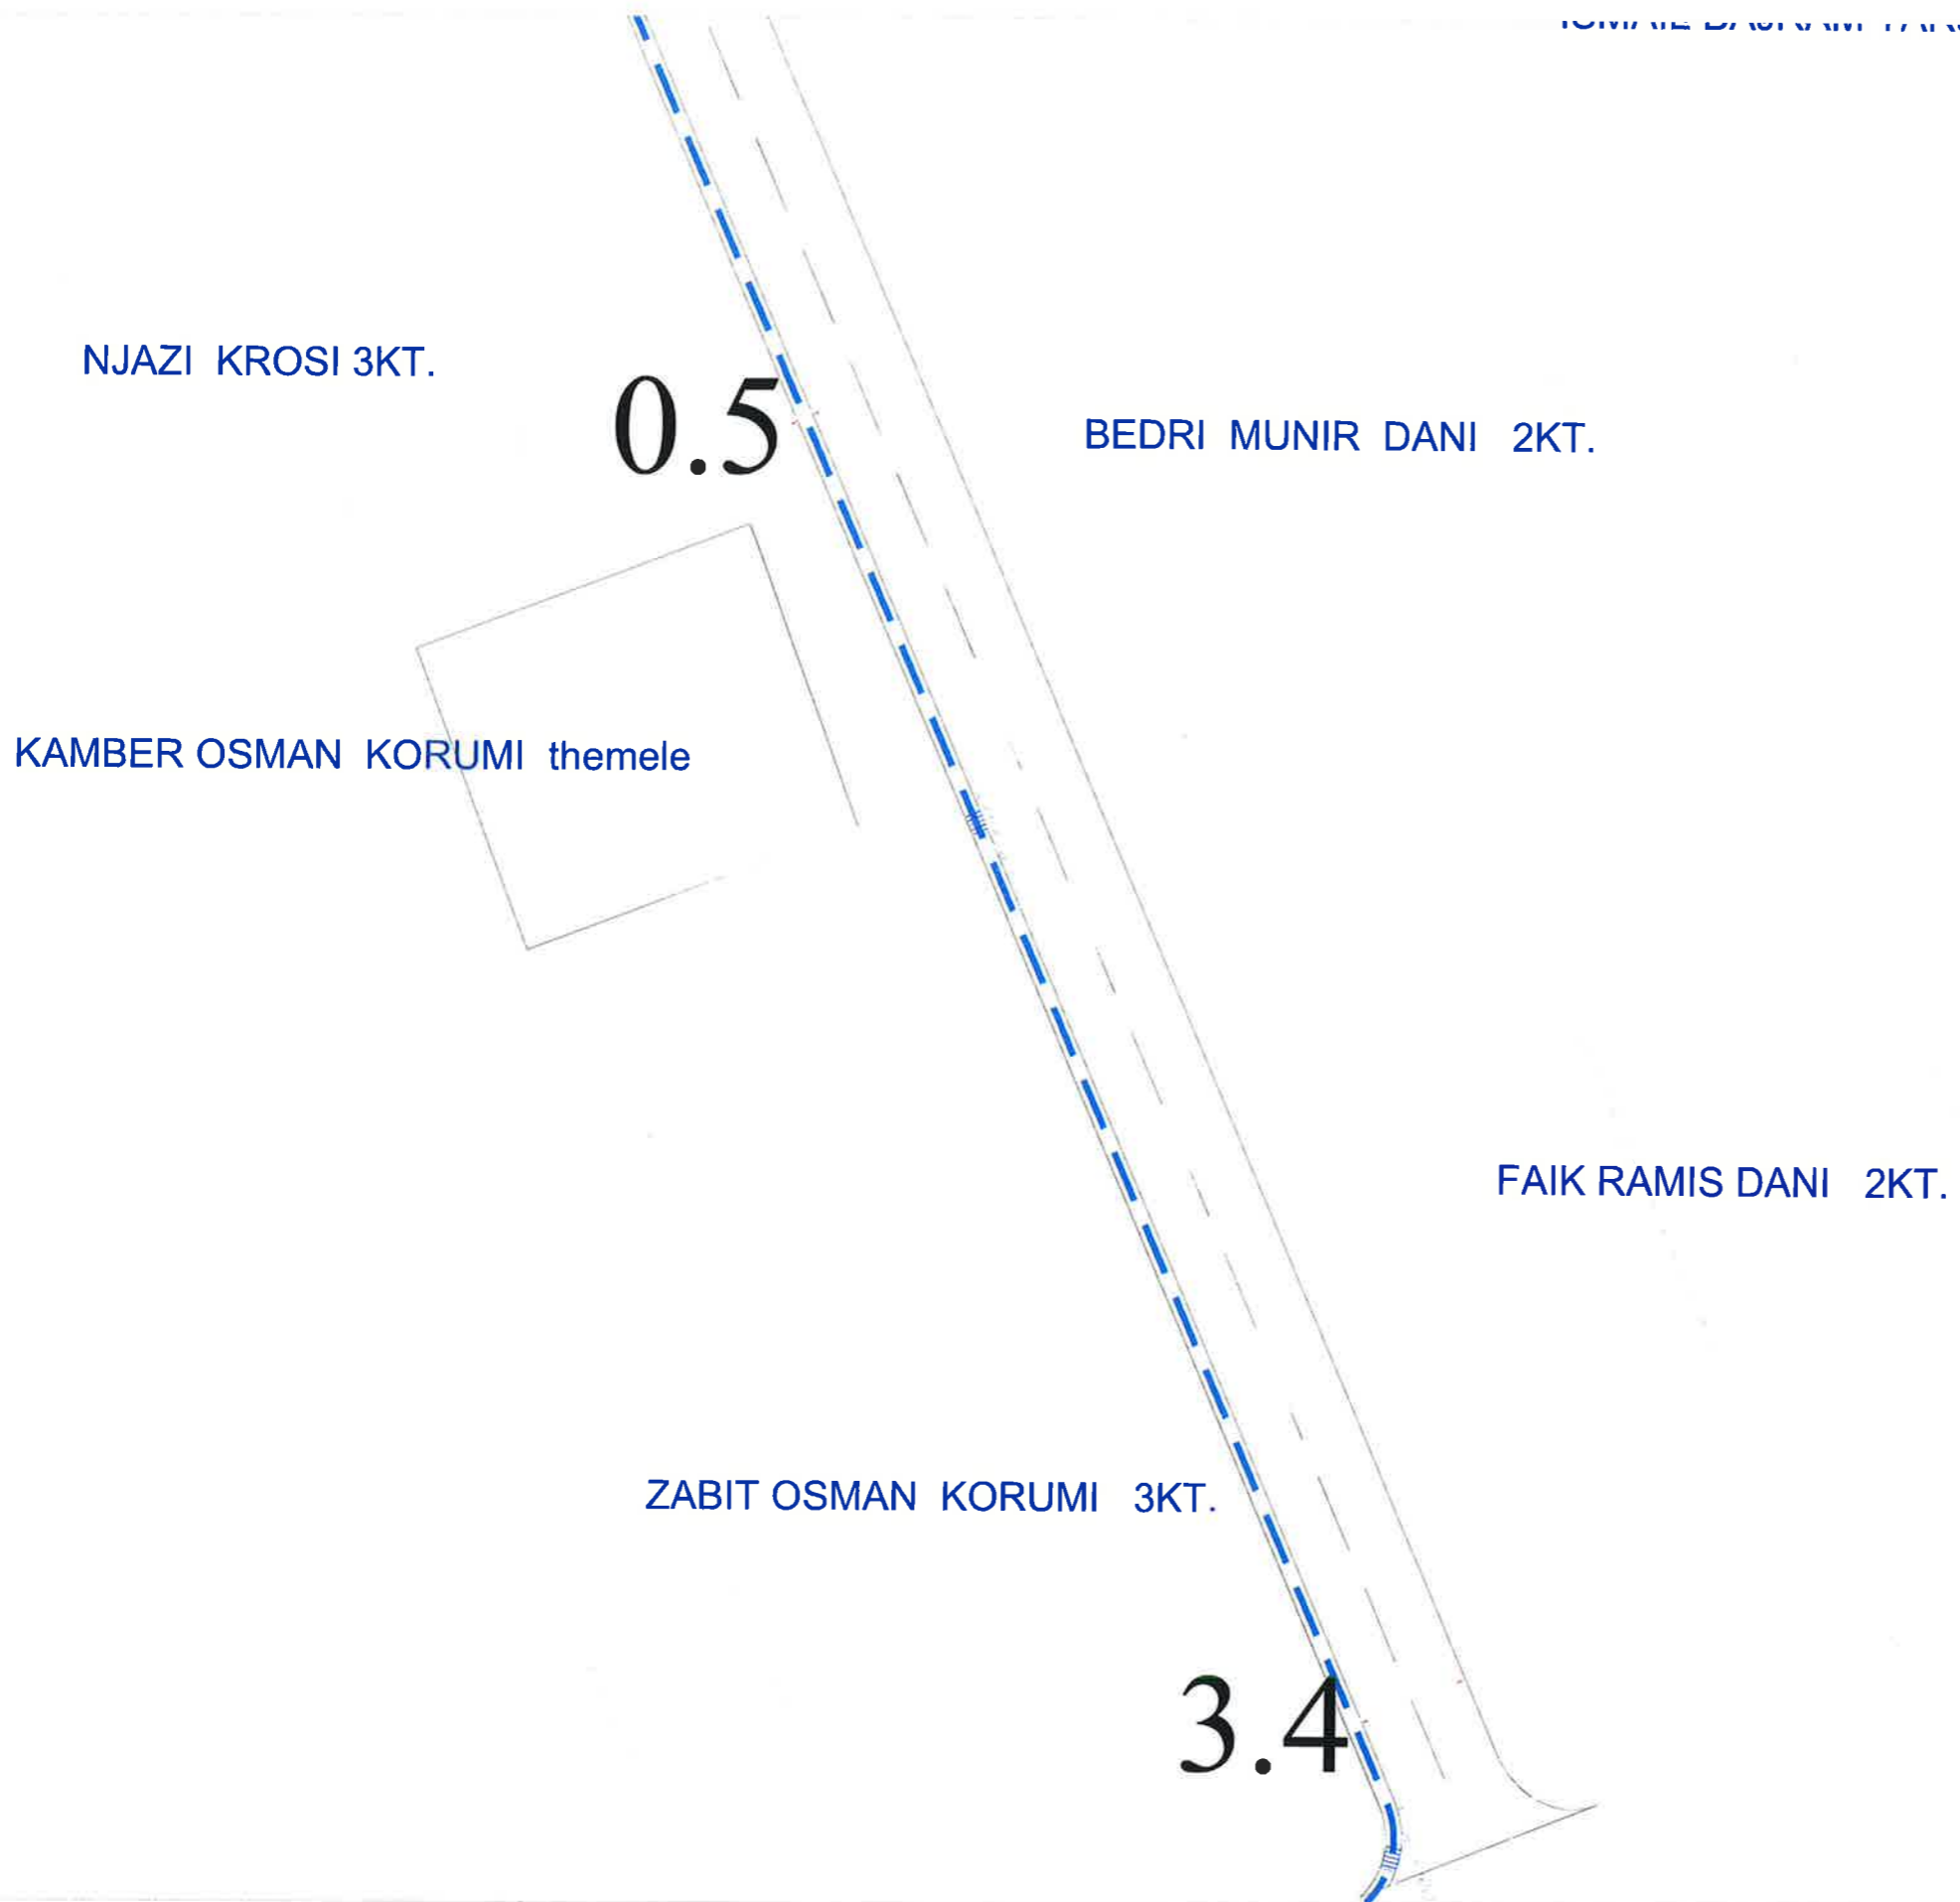 NJAZI KROSI 3KT.
0.5
BEDRI MUNIR DANI 2KT.
KAMBER OSMAN KORUMI themele
FAIK RAMIS DANI 2KT.
ZABIT OSMAN KORUMI 3KT.
3.4